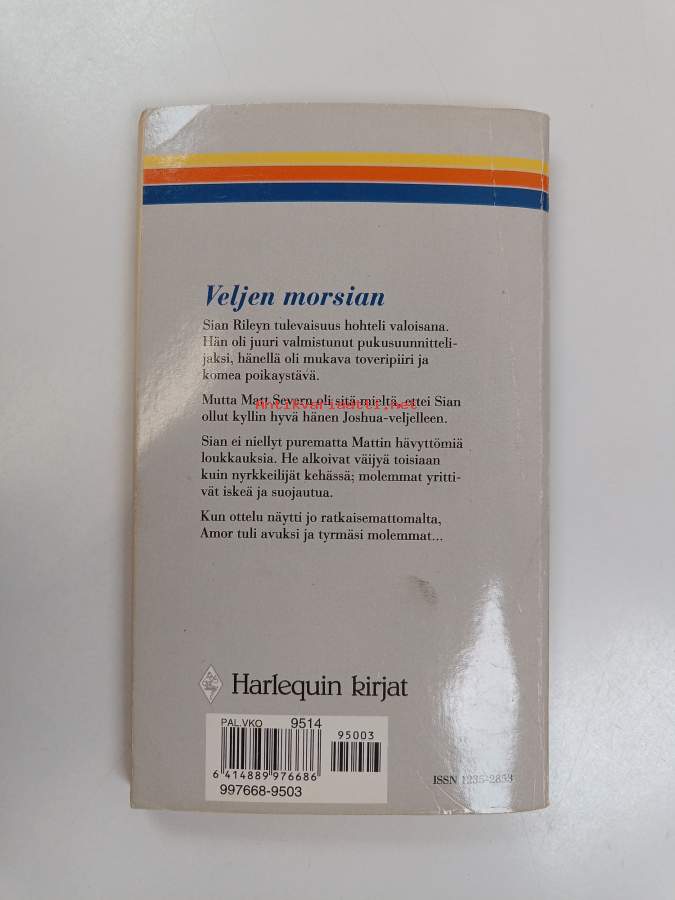 Veljen morsian
Sian Rileyn tulevaisuus hohteli valoisana.
Hän oli juuri valmistunut pukusuunnitteli-
jaksi, hänellä oli mukava toveripiiri ja
komea poikaystävä.
Mutta Matt Severn oli sitä mieltä, ettei Sian
Antikvariaatti.net
ollut kyllin hyvä hänen Joshua-veljelleen.
Sian ei niellyt purematta Mattin hävyttömiä
loukkauksia. He alkoivat väijyä toisiaan
kuin nyrkkeilijät kehässä; molemmat yritti-
vät iskeä ja suojautua.
Kun ottelu näytti jo ratkaisemattomalta,
Amor tuli avuksi ja tyrmäsi molemmat...
Harlequin kirjat
PAL.VKO 9514
95003
6 414889 976686
997668-9503
ISSN 1235-2853